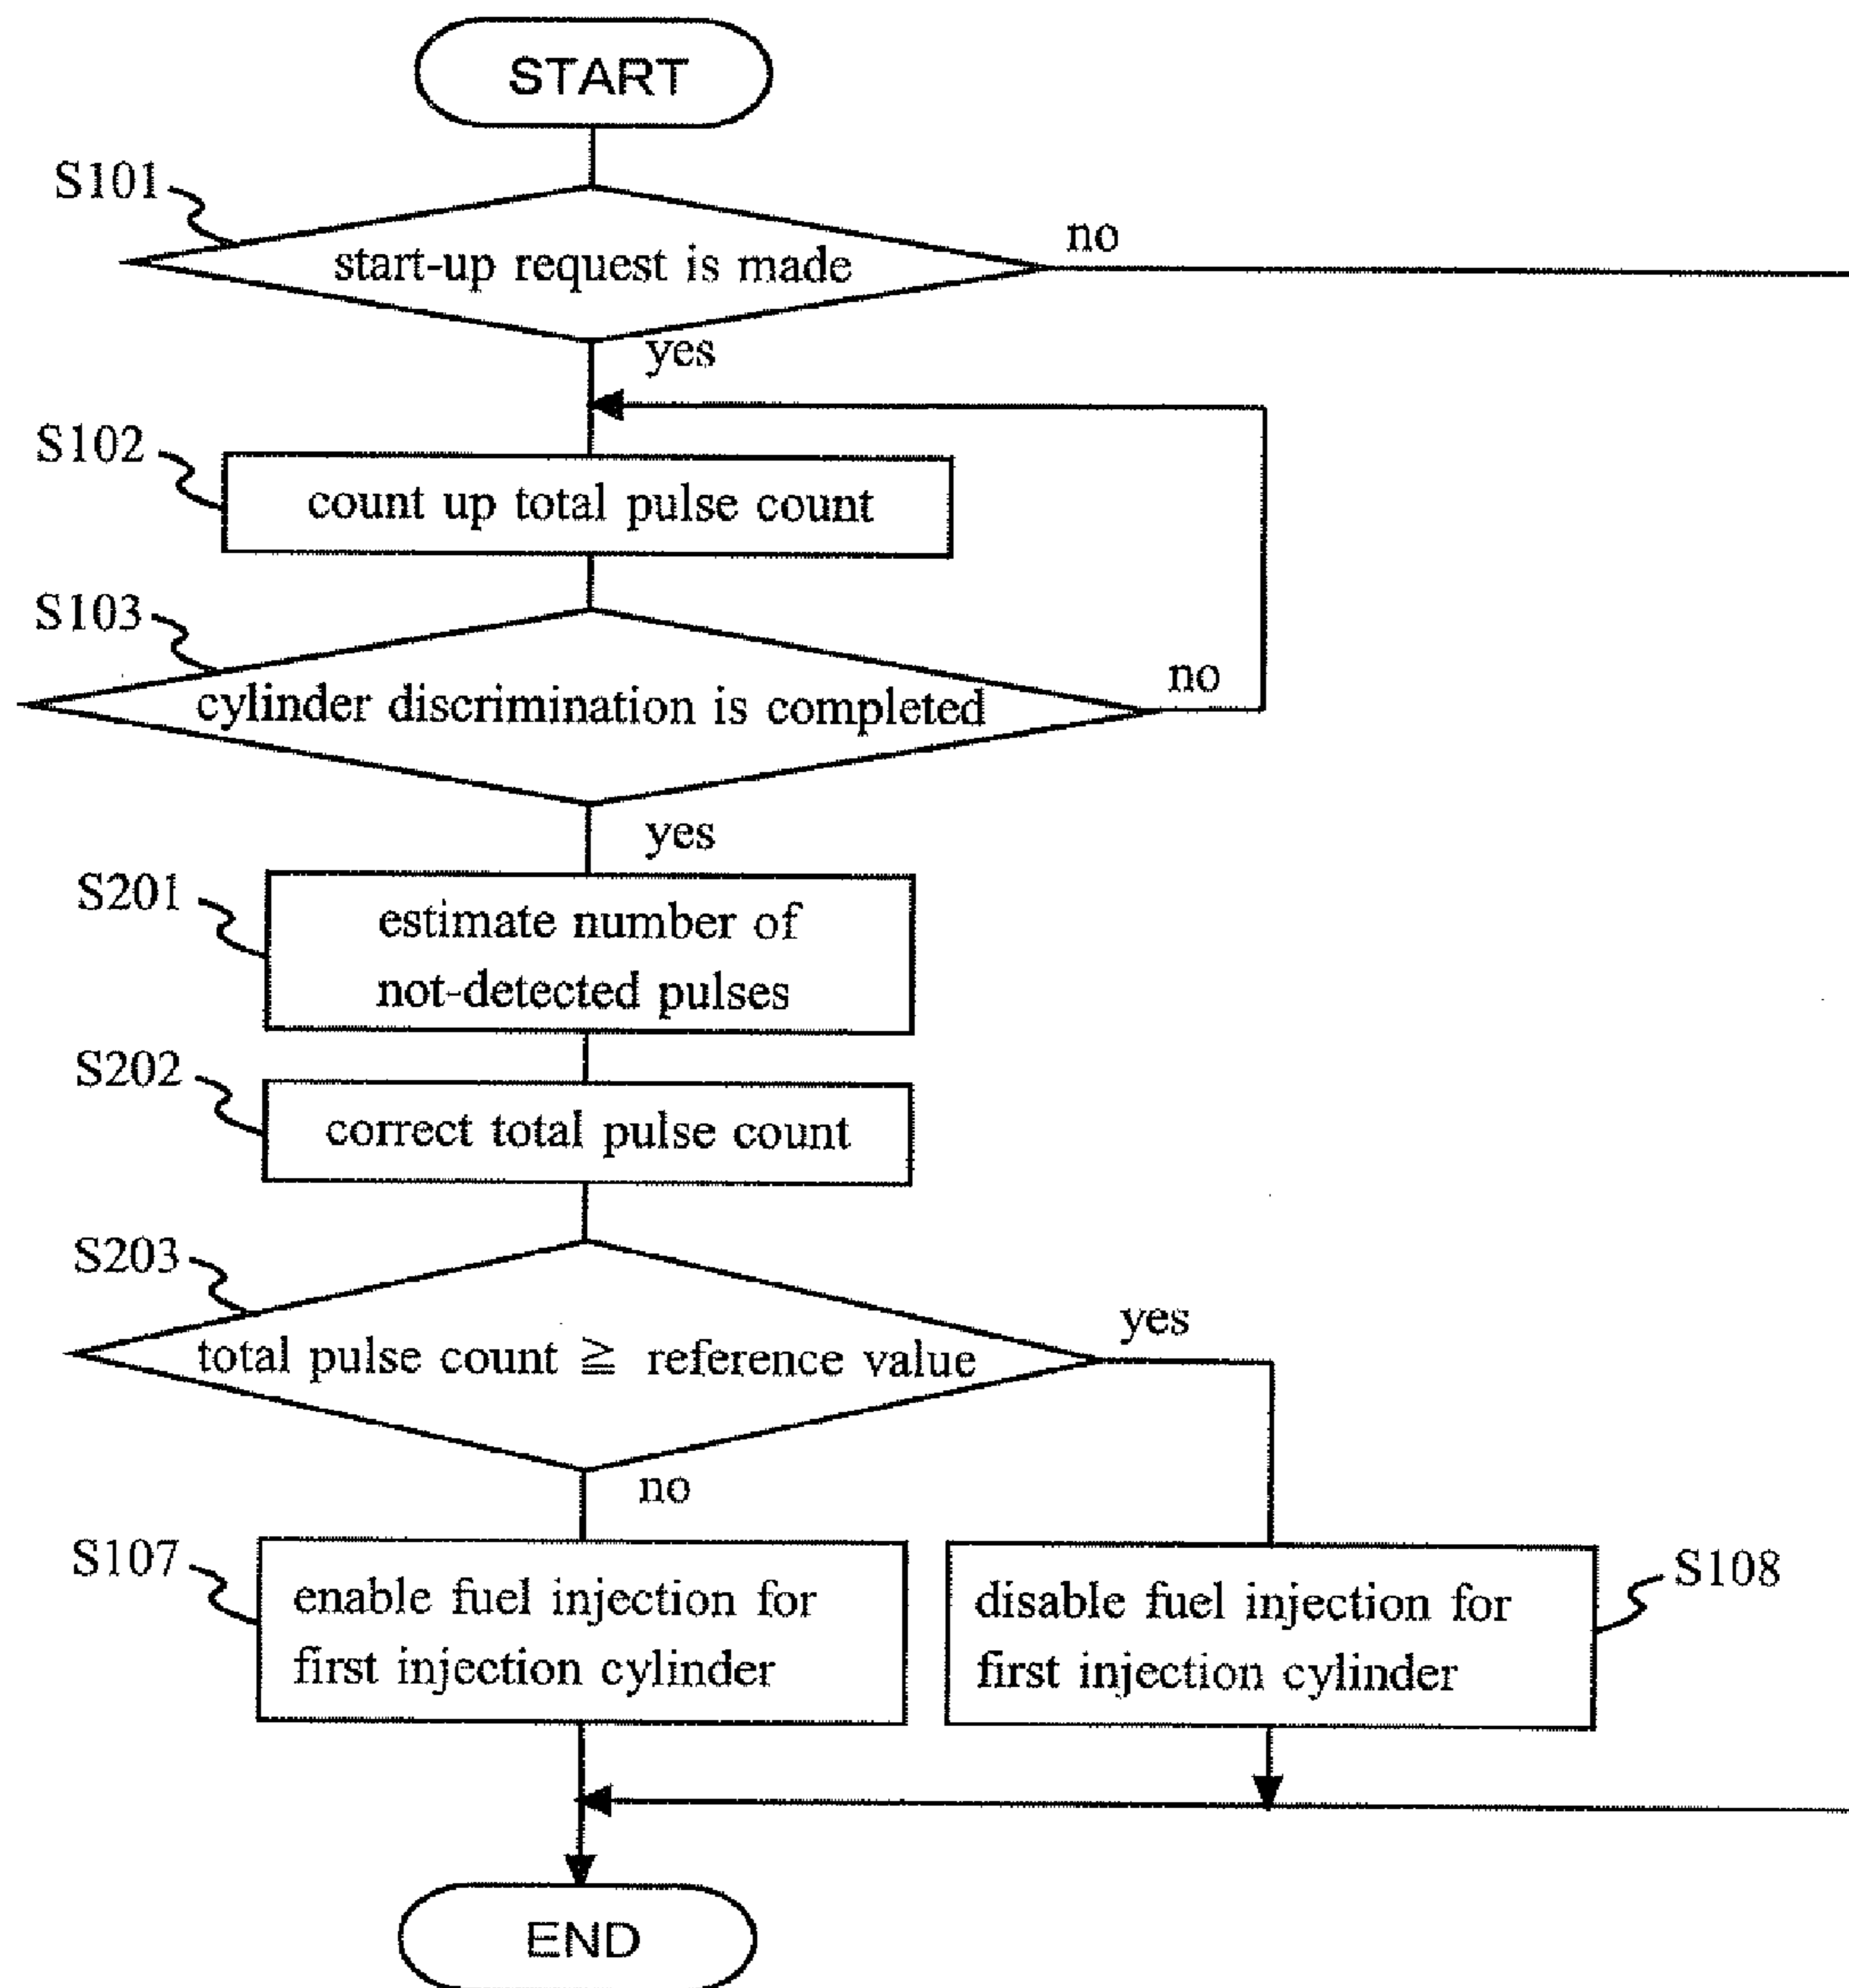 START
S101
start-up request is made
no
yes
S102
count up total pulse count
S103
cylinder discrimination is completed
no
yes
S201
estimate number of
not-detected pulses
S202
correct total pulse count
S203
total pulse count ≧ reference value
yes
no
S107
enable fuel injection for
first injection cylinder
disable fuel injection for
first injection cylinder
S108
END